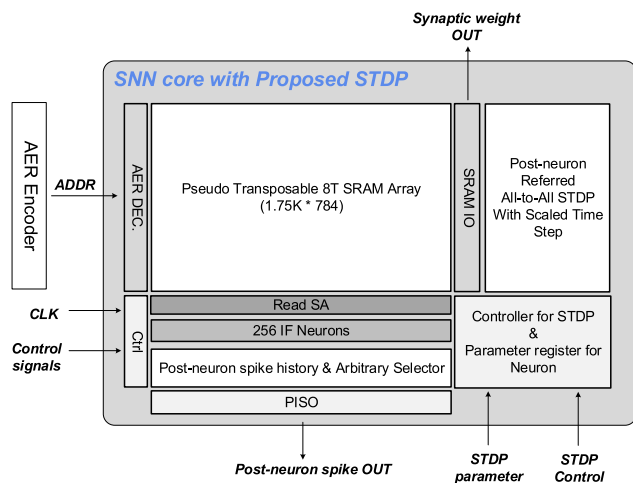 Synaptic weight
OUT
SNN core with Proposed STDP
AER Encoder
ADDR
AER DEC.
Pseudo Transposable 8T SRAM Array
(1.75K * 784)
SRAM IO
Post-neuron
Referred
All-to-All STDP
With Scaled Time
Step
CLK
Control
signals
Ctrl
Read SA
256 IF Neurons
Post-neuron spike history & Arbitrary Selector
PISO
Controller for STDP
&
Parameter register for
Neuron
Post-neuron spike OUT
STDP
parameter
STDP
Control